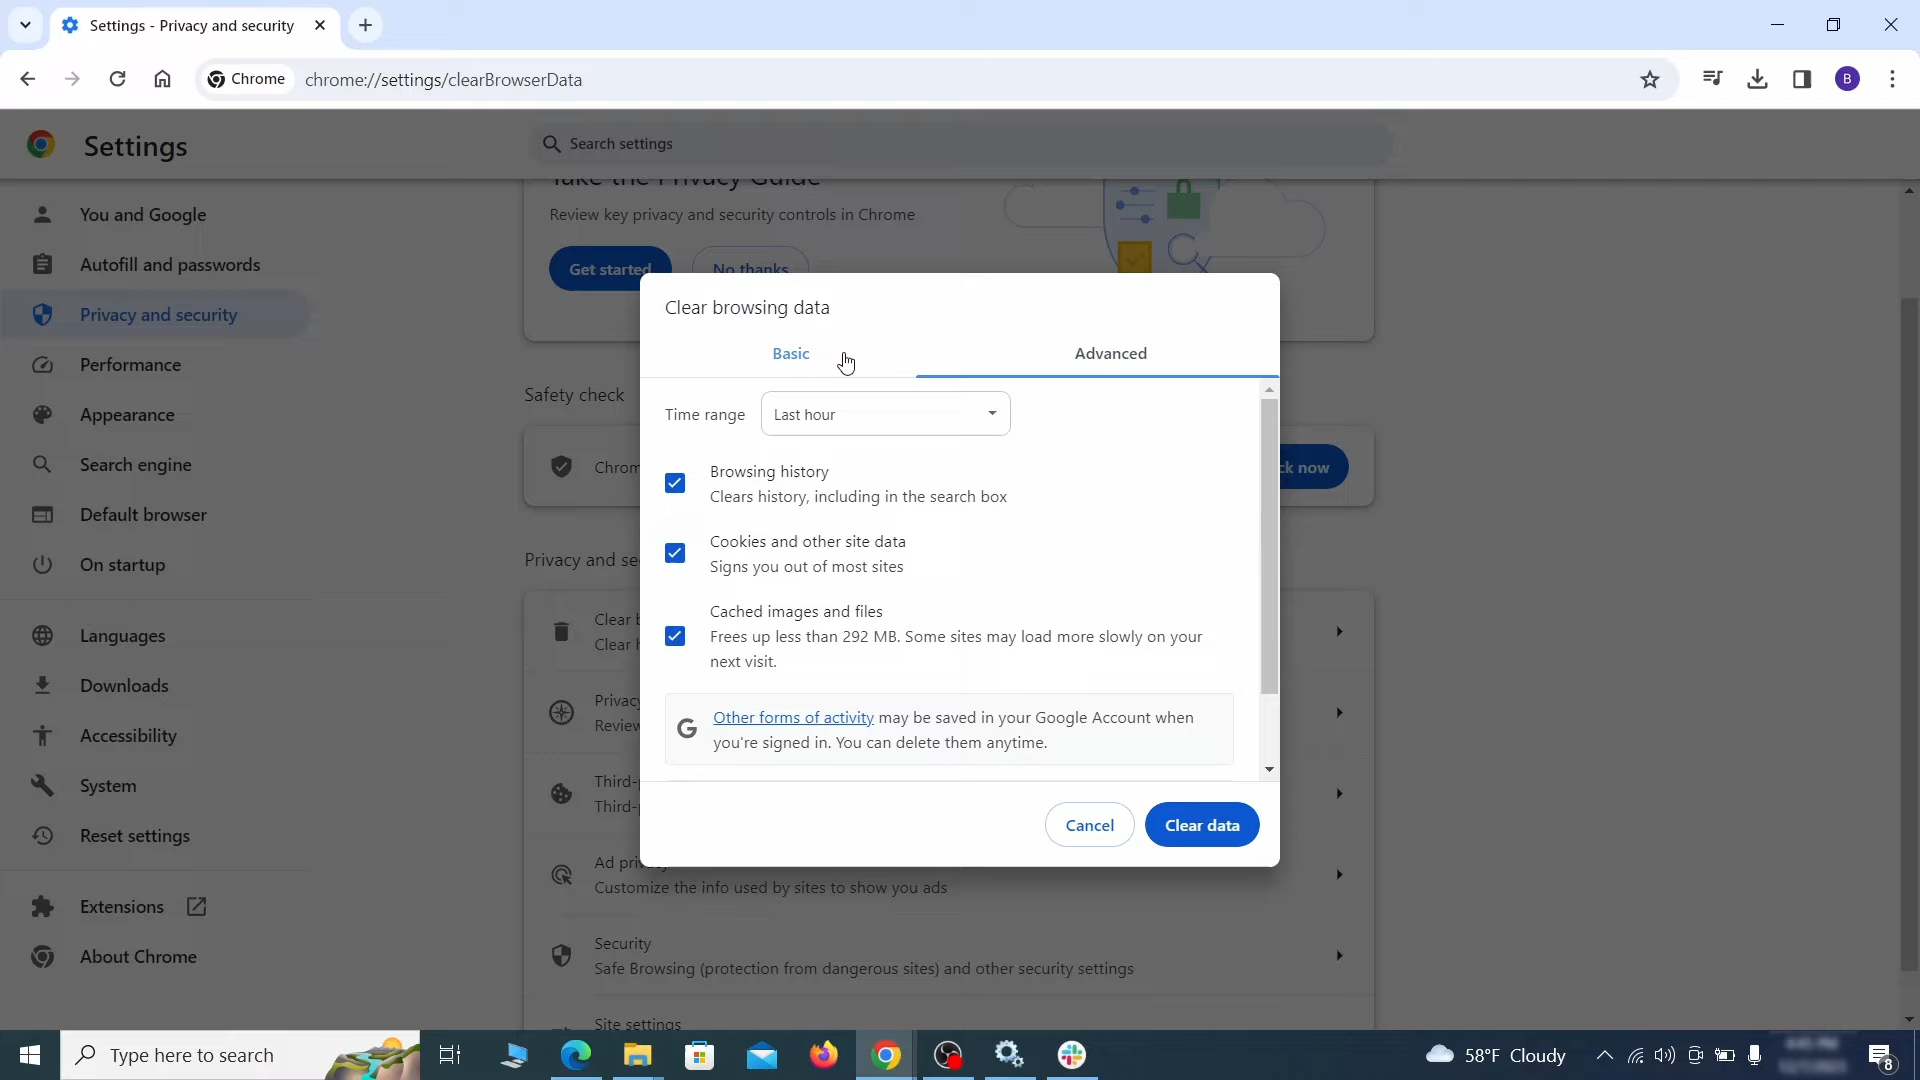 Settings - Privacy and security
Chrome
chrome://settings/clearBrowserData
B
Settings
Search settings
Take the Privacy Guide
Review key privacy and security controls in Chrome
Get started
No thanks
You and Google
Autofill and passwords
Privacy and security
Performance
Appearance
Search engine
Default browser
On startup
Languages
Downloads
Accessibility
System
Reset settings
Extensions
About Chrome
Safety check
Chrom
ck now
Privacy and se
Clear b
Clear h
Privacy
Review
Third-p
Third-p
Ad priv
Customize the info used by sites to show you ads
Security
Safe Browsing (protection from dangerous sites) and other security settings
Site settings
Clear browsing data
Basic
Advanced
Time range
Last hour
Browsing history
Clears history, including in the search box
Cookies and other site data
Signs you out of most sites
Cached images and files
Frees up less than 292 MB. Some sites may load more slowly on your
next visit.
G
Other forms of activity may be saved in your Google Account when
you're signed in. You can delete them anytime.
Cancel
Clear data
Type here to search
58°F Cloudy
8